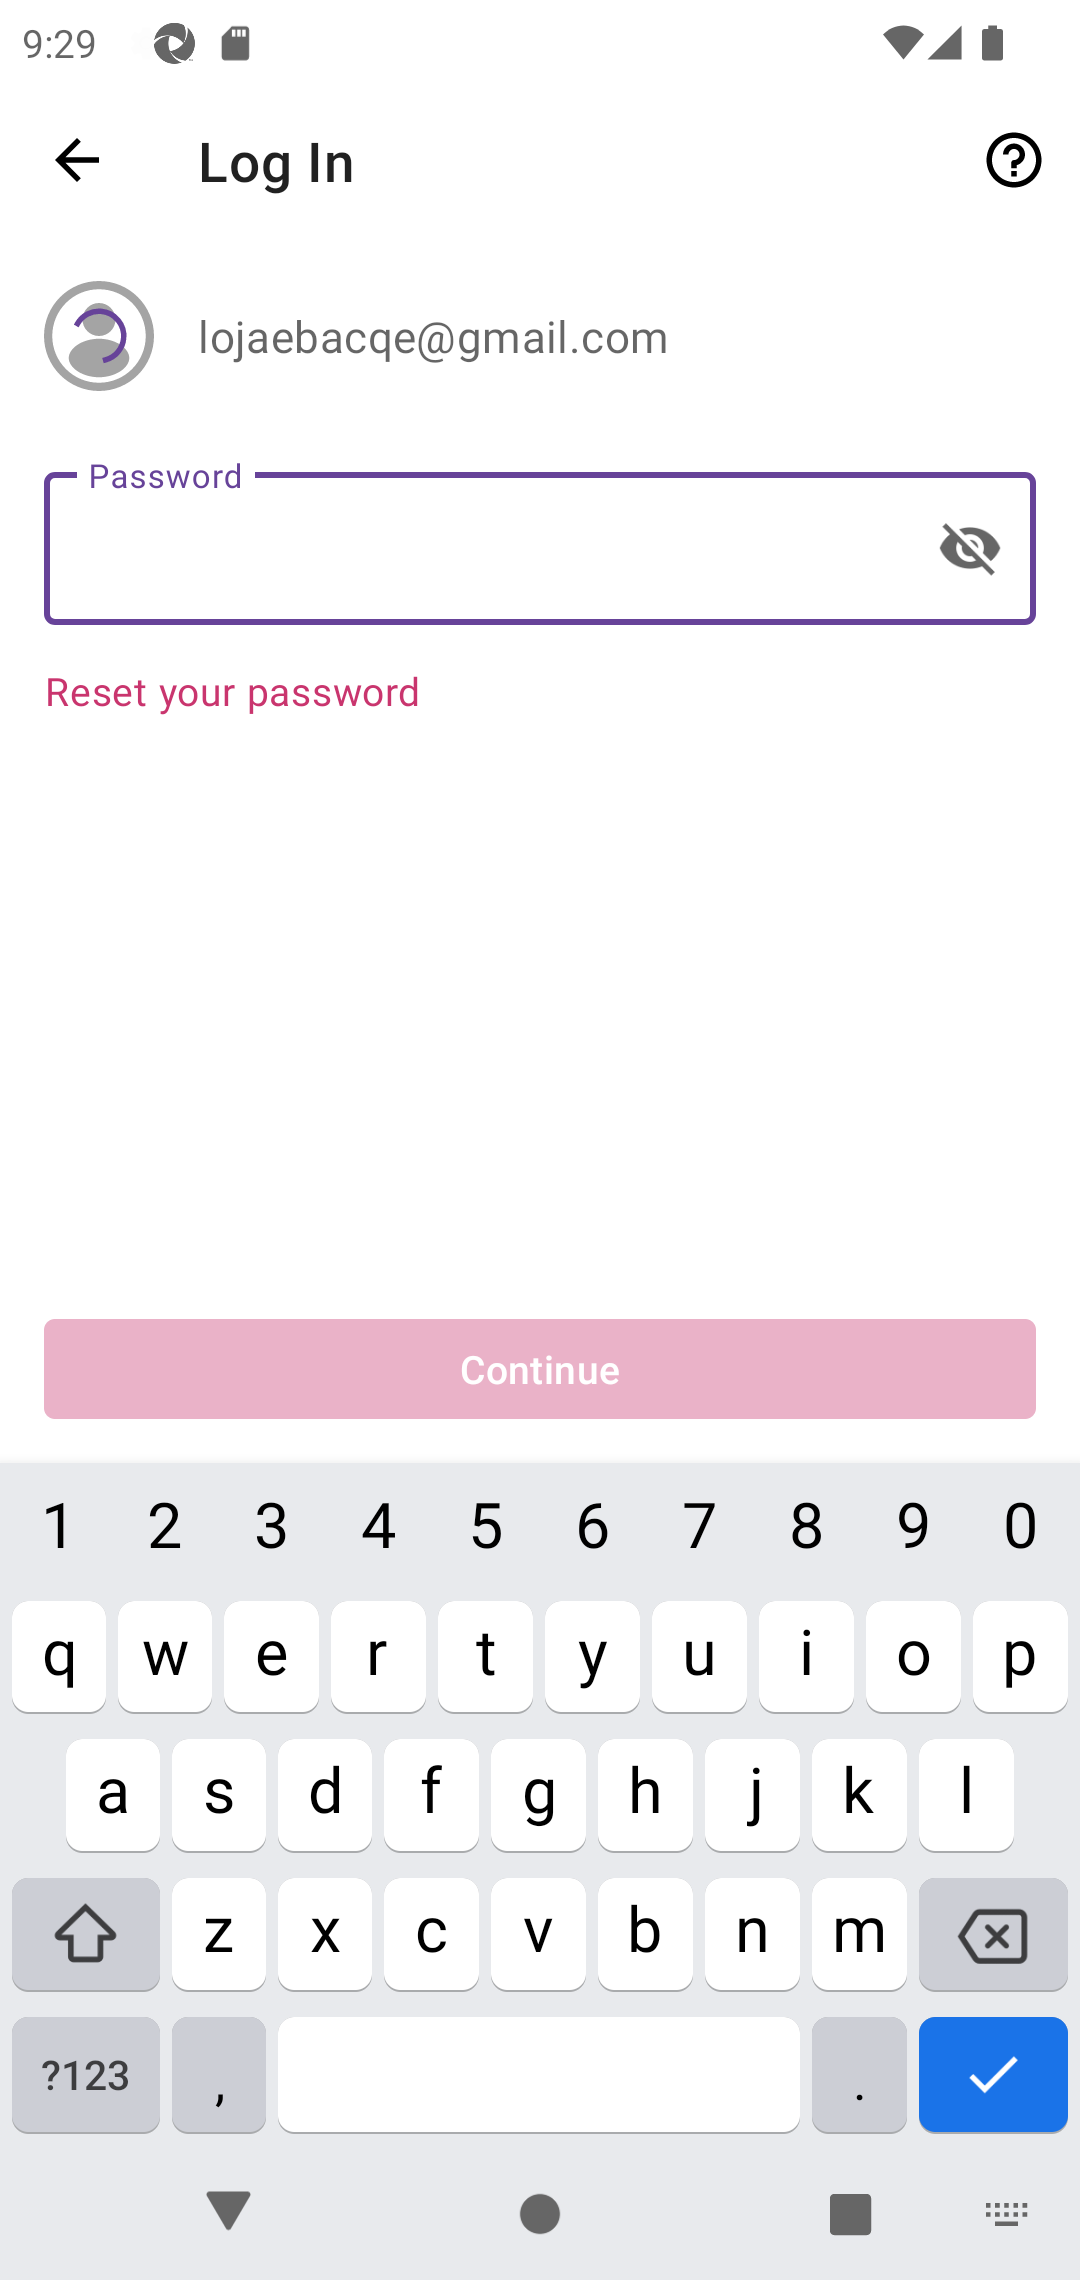 9:29
Log In
lojaebacqe@gmail.com
Password
Reset your password
Continue
1 2 3 4 5 6 7 8 9 0
q w e r t y u i o p
a s d f g h j k l
z x c v b n m
?123 , .